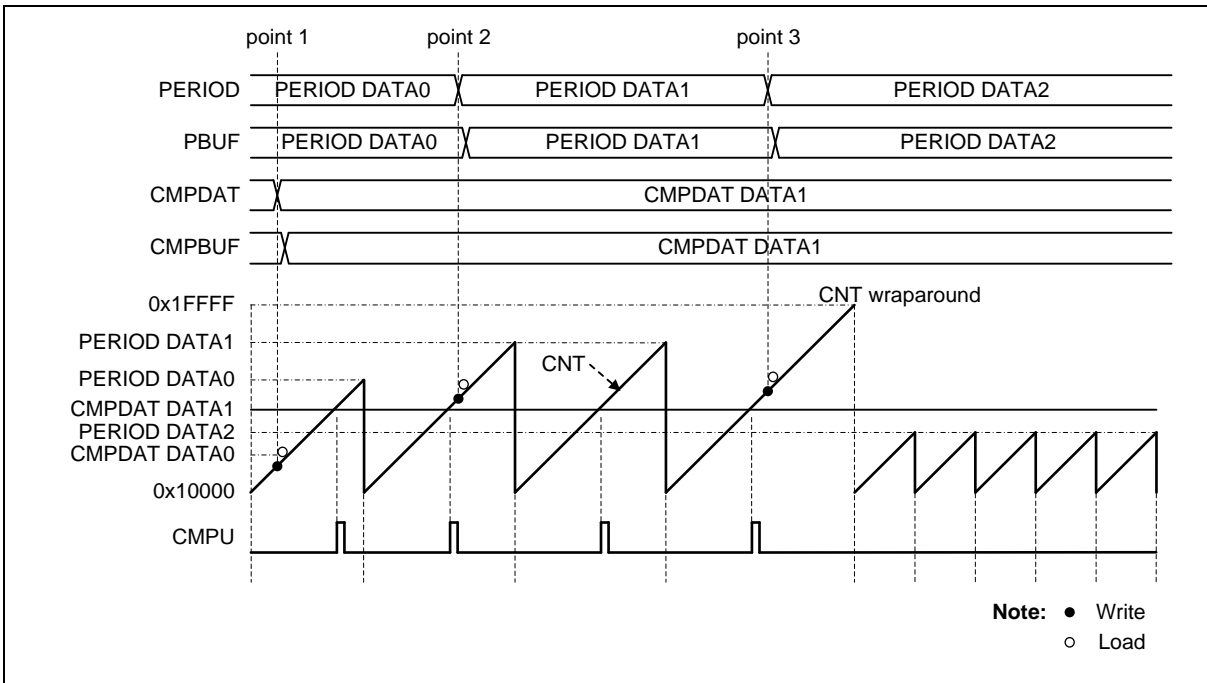 point 1 point 2 point 3
PERIOD PERIOD DATA0 PERIOD DATA1 PERIOD DATA2
PBUF PERIOD DATA0 PERIOD DATA1 PERIOD DATA2
CMPDAT CMPDAT DATA1
CMPBUF CMPDAT DATA1
0x1FFFF CNT wraparound
PERIOD DATA1
CNT
PERIOD DATA0
CMPDAT DATA1
PERIOD DATA2
CMPDAT DATA0
0x10000
CMPU
Note: ● Write
○ Load